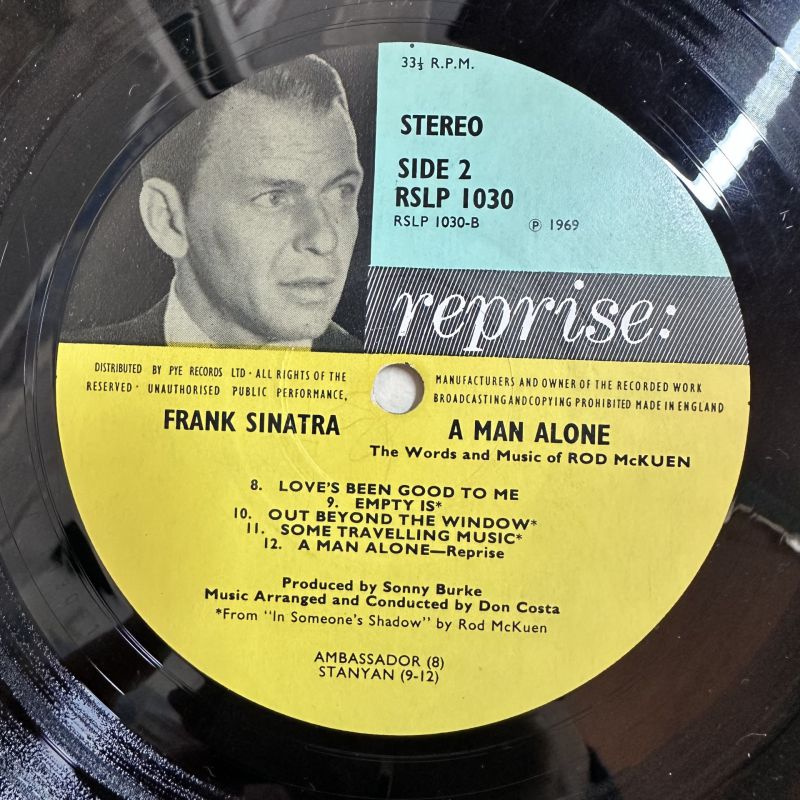 33⅓ R.P.M.
STEREO
SIDE 2
RSLP 1030
RSLP 1030-B ℗ 1969
reprise:
DISTRIBUTED BY PYE RECORDS LTD · ALL RIGHTS OF THE MANUFACTURERS AND OWNER OF THE RECORDED WORK
RESERVED · UNAUTHORISED PUBLIC PERFORMANCE, BROADCASTING AND COPYING PROHIBITED MADE IN ENGLAND
FRANK SINATRA A MAN ALONE
The Words and Music of ROD McKUEN
8. LOVE'S BEEN GOOD TO ME
9. EMPTY IS*
10. OUT BEYOND THE WINDOW*
11. SOME TRAVELLING MUSIC*
12. A MAN ALONE—Reprise
Produced by Sonny Burke
Music Arranged and Conducted by Don Costa
*From "In Someone's Shadow" by Rod McKuen
AMBASSADOR (8)
STANYAN (9-12)